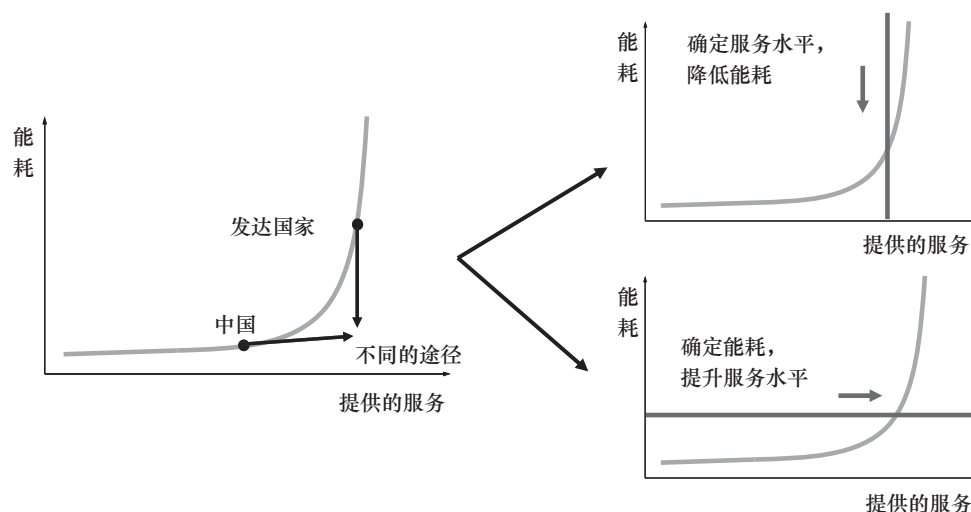 能
耗
发达国家
中国
不同的途径
提供的服务
能
耗
确定服务水平，
降低能耗
提供的服务
能
耗
确定能耗，
提升服务水平
提供的服务